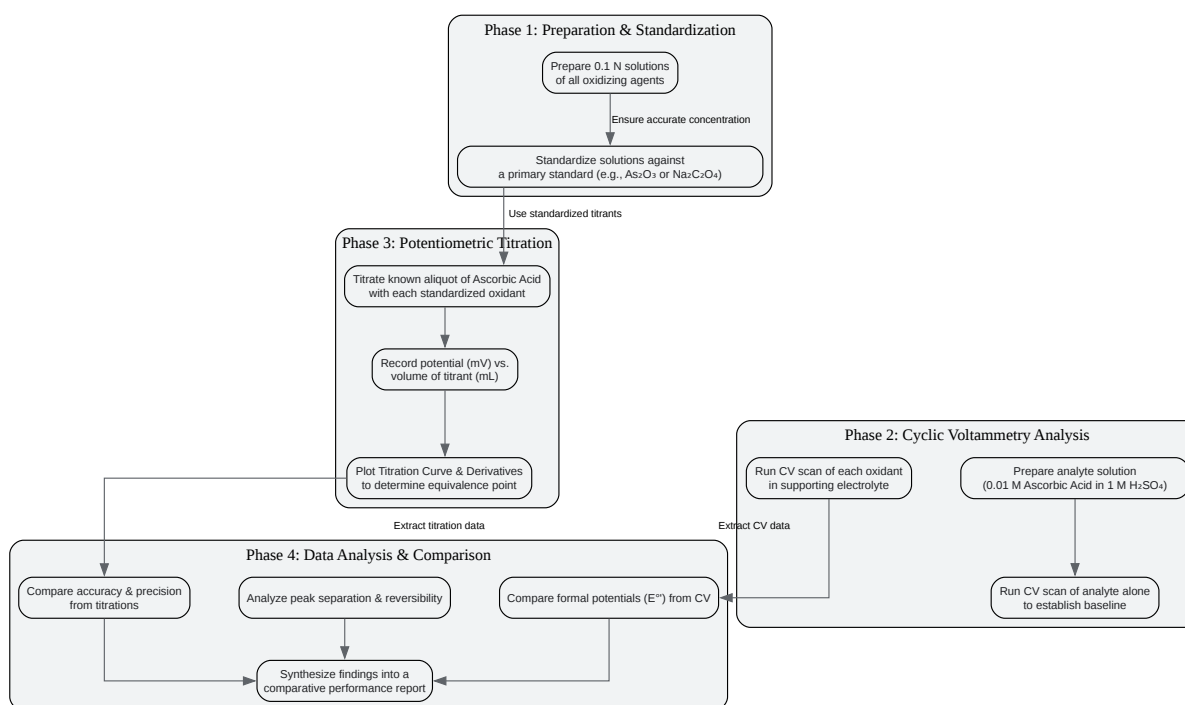 Phase 1: Preparation & Standardization
Prepare 0.1 N solutions
of all oxidizing agents
Ensure accurate concentration
Standardize solutions against
a primary standard (e.g., As₂O₃ or Na₂C₂O₄)
Use standardized titrants
Phase 3: Potentiometric Titration
Titrate known aliquot of Ascorbic Acid
with each standardized oxidant
Record potential (mV) vs.
volume of titrant (mL)
Plot Titration Curve & Derivatives
to determine equivalence point
Extract titration data
Phase 2: Cyclic Voltammetry Analysis
Run CV scan of each oxidant
in supporting electrolyte
Prepare analyte solution
(0.01 M Ascorbic Acid in 1 M H₂SO₄)
Extract CV data
Run CV scan of analyte alone
to establish baseline
Phase 4: Data Analysis & Comparison
Compare accuracy & precision
from titrations
Analyze peak separation & reversibility
Compare formal potentials (E°') from CV
Synthesize findings into a
comparative performance report